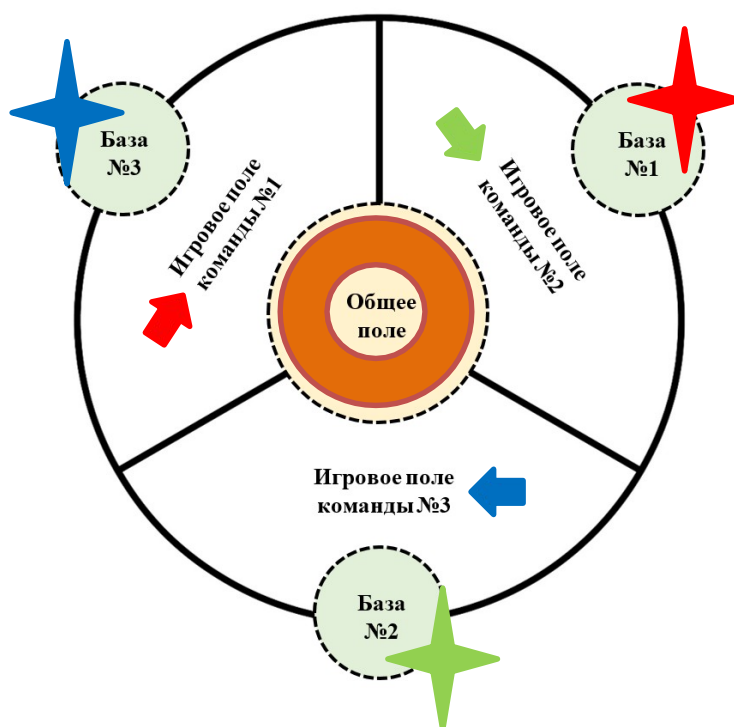 База
№3
База
№1
Игровое поле
команды №1
Игровое поле
команды №2
Общее
поле
Игровое поле
команды №3
База
№2